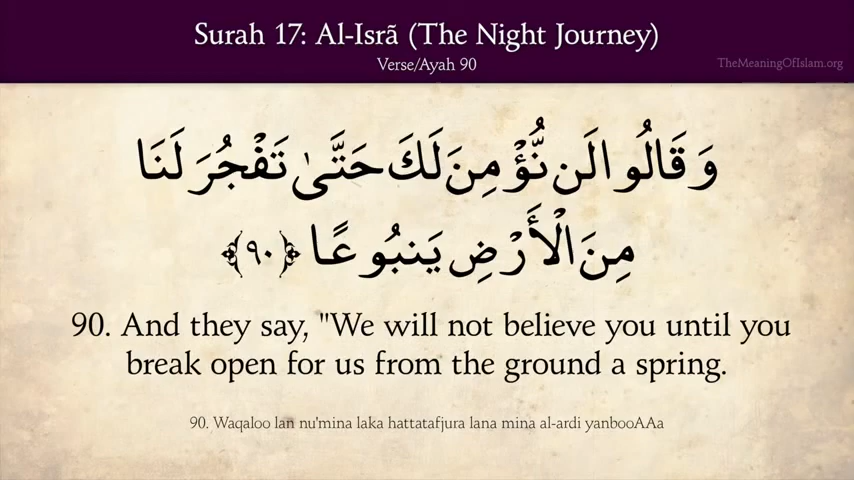 Surah 17: Al-Isrã (The Night Journey)
Verse/Ayah 90
TheMeaningOfIslam.org
وَقَالُوا لَن نُّؤْمِنَ لَكَ حَتَّىٰ تَفْجُرَ لَنَا
مِنَ الْأَرْضِ يَنبُوعًا ﴿٩٠﴾
90. And they say, "We will not believe you until you
break open for us from the ground a spring.
90. Waqaloo lan nu'mina laka hattatafjura lana mina al-ardi yanbooAAa